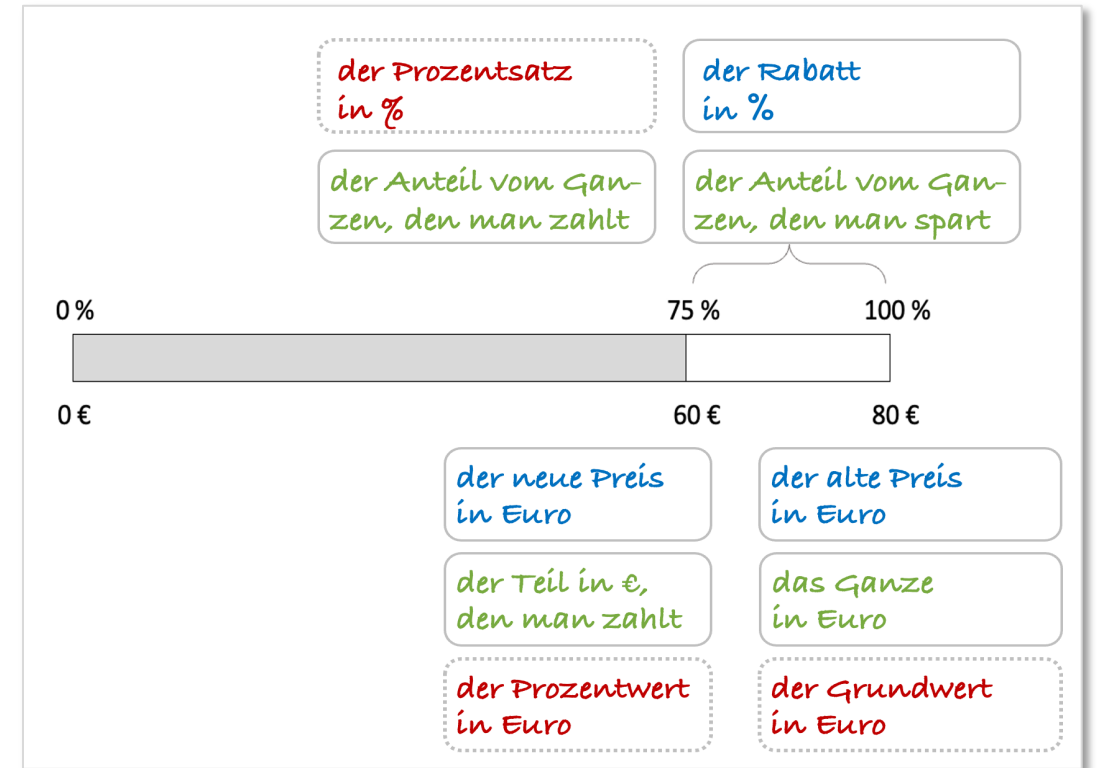 der Prozentsatz
in %
der Rabatt
in %
der Anteil vom Gan-
zen, den man zahlt
der Anteil vom Gan-
zen, den man spart
0 %
75 %
100 %
0 €
60 €
80 €
der neue Preis
in Euro
der alte Preis
in Euro
der Teil in €,
den man zahlt
das Ganze
in Euro
der Prozentwert
in Euro
der Grundwert
in Euro